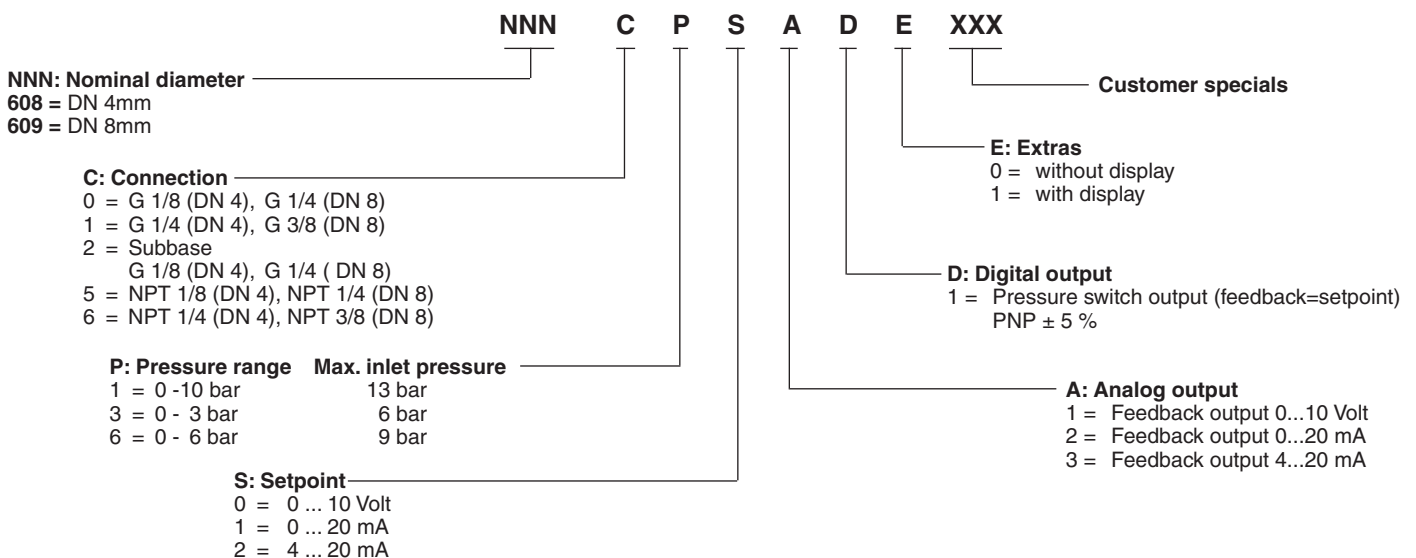 NNN C P S A D E XXX
NNN: Nominal diameter
608 = DN 4mm
609 = DN 8mm
Customer specials
E: Extras
0 = without display
1 = with display
C: Connection
0 = G 1/8 (DN 4), G 1/4 (DN 8)
1 = G 1/4 (DN 4), G 3/8 (DN 8)
2 = Subbase
G 1/8 (DN 4), G 1/4 ( DN 8)
5 = NPT 1/8 (DN 4), NPT 1/4 (DN 8)
6 = NPT 1/4 (DN 4), NPT 3/8 (DN 8)
D: Digital output
1 = Pressure switch output (feedback=setpoint)
PNP ± 5 %
P: Pressure range Max. inlet pressure
1 = 0 -10 bar 13 bar
3 = 0 - 3 bar 6 bar
6 = 0 - 6 bar 9 bar
A: Analog output
1 = Feedback output 0...10 Volt
2 = Feedback output 0...20 mA
3 = Feedback output 4...20 mA
S: Setpoint
0 = 0 ... 10 Volt
1 = 0 ... 20 mA
2 = 4 ... 20 mA